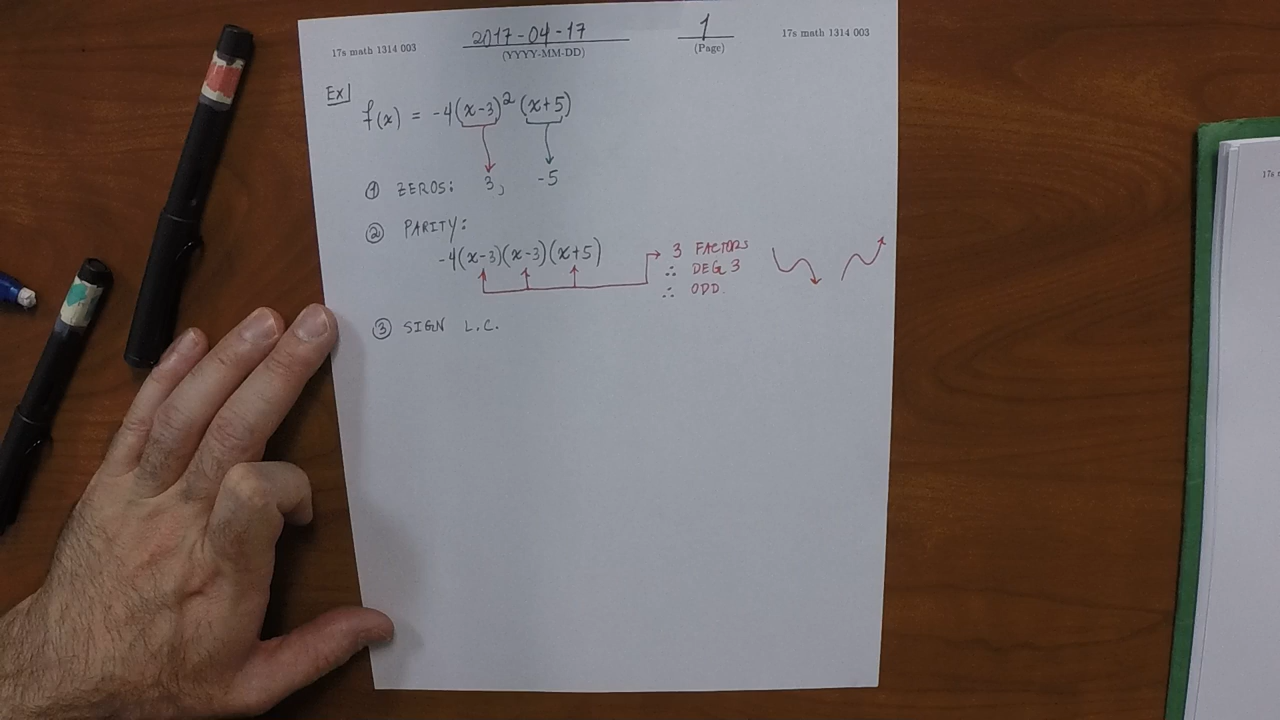 17s math 1314 003
2017-04-17
(YYYY-MM-DD)
1
(Page)
17s math 1314 003
Ex
f(x) = -4(x-3)² (x+5)
① ZEROS: 3, -5
② PARITY:
-4(x-3)(x-3)(x+5)
3 FACTORS
∴ DEG 3
∴ ODD.
③ SIGN L.C.
17s